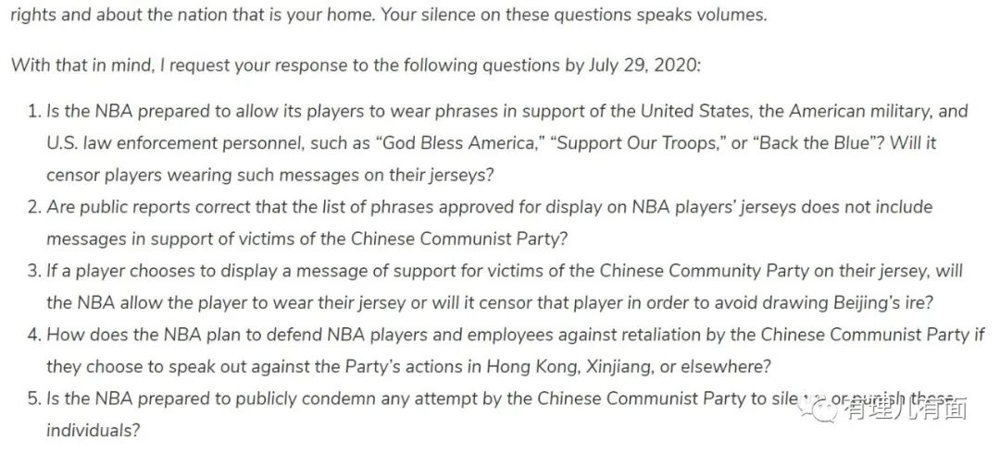 rights and about the nation that is your home. Your silence on these questions speaks volumes.
With that in mind, I request your response to the following questions by July 29, 2020:
1. Is the NBA prepared to allow its players to wear phrases in support of the United States, the American military, and
U.S. law enforcement personnel, such as “God Bless America,” “Support Our Troops,” or “Back the Blue”? Will it
censor players wearing such messages on their jerseys?
2. Are public reports correct that the list of phrases approved for display on NBA players’ jerseys does not include
messages in support of victims of the Chinese Communist Party?
3. If a player chooses to display a message of support for victims of the Chinese Community Party on their jersey, will
the NBA allow the player to wear their jersey or will it censor that player in order to avoid drawing Beijing’s ire?
4. How does the NBA plan to defend NBA players and employees against retaliation by the Chinese Communist Party if
they choose to speak out against the Party’s actions in Hong Kong, Xinjiang, or elsewhere?
5. Is the NBA prepared to publicly condemn any attempt by the Chinese Communist Party to silence or punish these
individuals?
有理儿有面